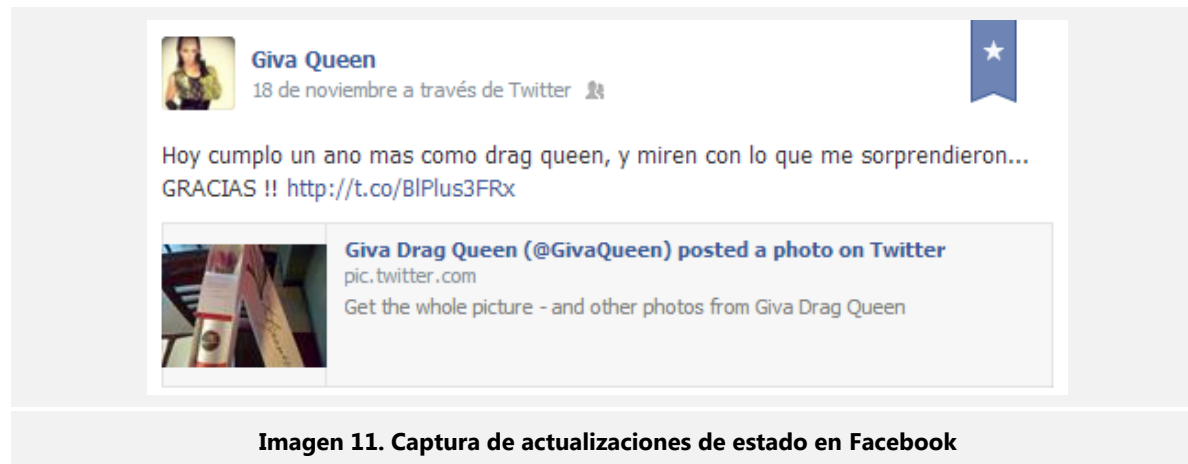 Giva Queen
18 de noviembre a través de Twitter
Hoy cumplo un ano mas como drag queen, y miren con lo que me sorprendieron...
GRACIAS !! http://t.co/BlPlus3FRx
Giva Drag Queen (@GivaQueen) posted a photo on Twitter
pic.twitter.com
Get the whole picture - and other photos from Giva Drag Queen
Imagen 11. Captura de actualizaciones de estado en Facebook